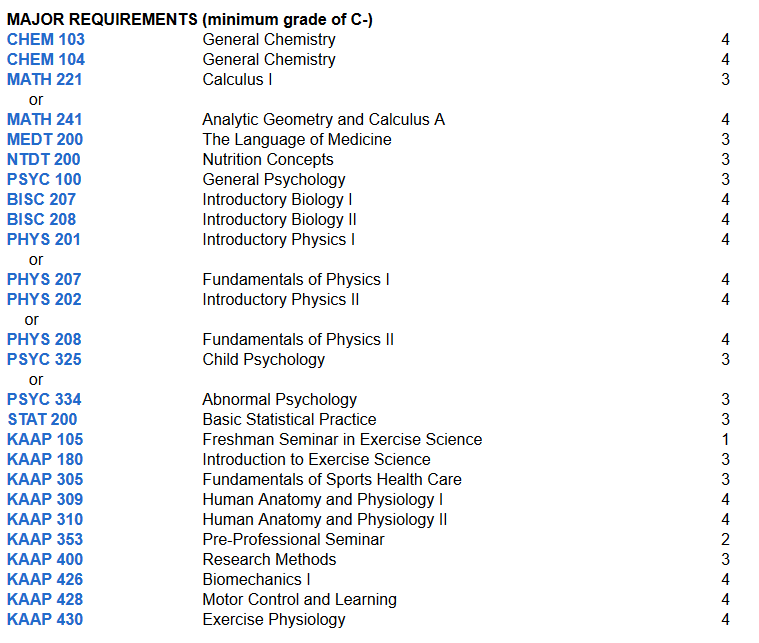 MAJOR REQUIREMENTS (minimum grade of C-)
CHEM 103 General Chemistry 4
CHEM 104 General Chemistry 4
MATH 221 Calculus I 3
or
MATH 241 Analytic Geometry and Calculus A 4
MEDT 200 The Language of Medicine 3
NTDT 200 Nutrition Concepts 3
PSYC 100 General Psychology 3
BISC 207 Introductory Biology I 4
BISC 208 Introductory Biology II 4
PHYS 201 Introductory Physics I 4
or
PHYS 207 Fundamentals of Physics I 4
PHYS 202 Introductory Physics II 4
or
PHYS 208 Fundamentals of Physics II 4
PSYC 325 Child Psychology 3
or
PSYC 334 Abnormal Psychology 3
STAT 200 Basic Statistical Practice 3
KAAP 105 Freshman Seminar in Exercise Science 1
KAAP 180 Introduction to Exercise Science 3
KAAP 305 Fundamentals of Sports Health Care 3
KAAP 309 Human Anatomy and Physiology I 4
KAAP 310 Human Anatomy and Physiology II 4
KAAP 353 Pre-Professional Seminar 2
KAAP 400 Research Methods 3
KAAP 426 Biomechanics I 4
KAAP 428 Motor Control and Learning 4
KAAP 430 Exercise Physiology 4